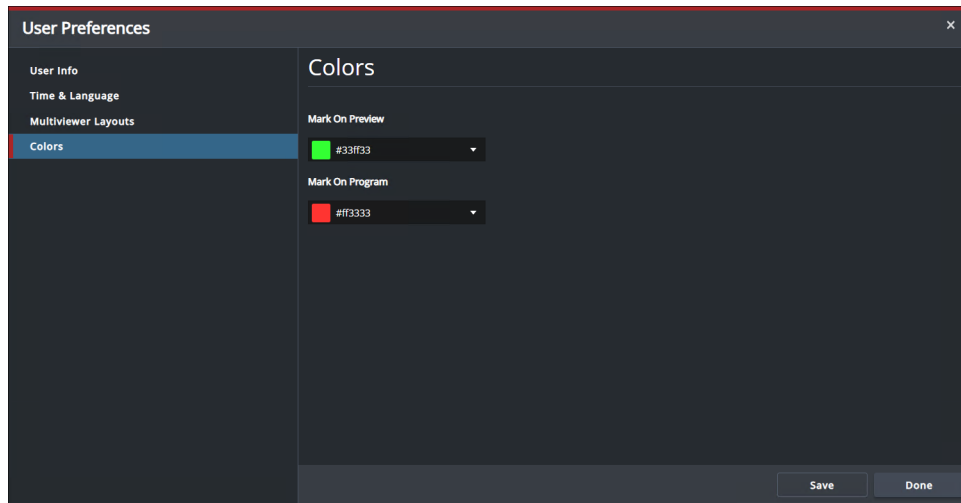 User Preferences
×
User Info
Time & Language
Multiviewer Layouts
Colors
Colors
Mark On Preview
#33ff33
Mark On Program
#ff3333
Save
Done